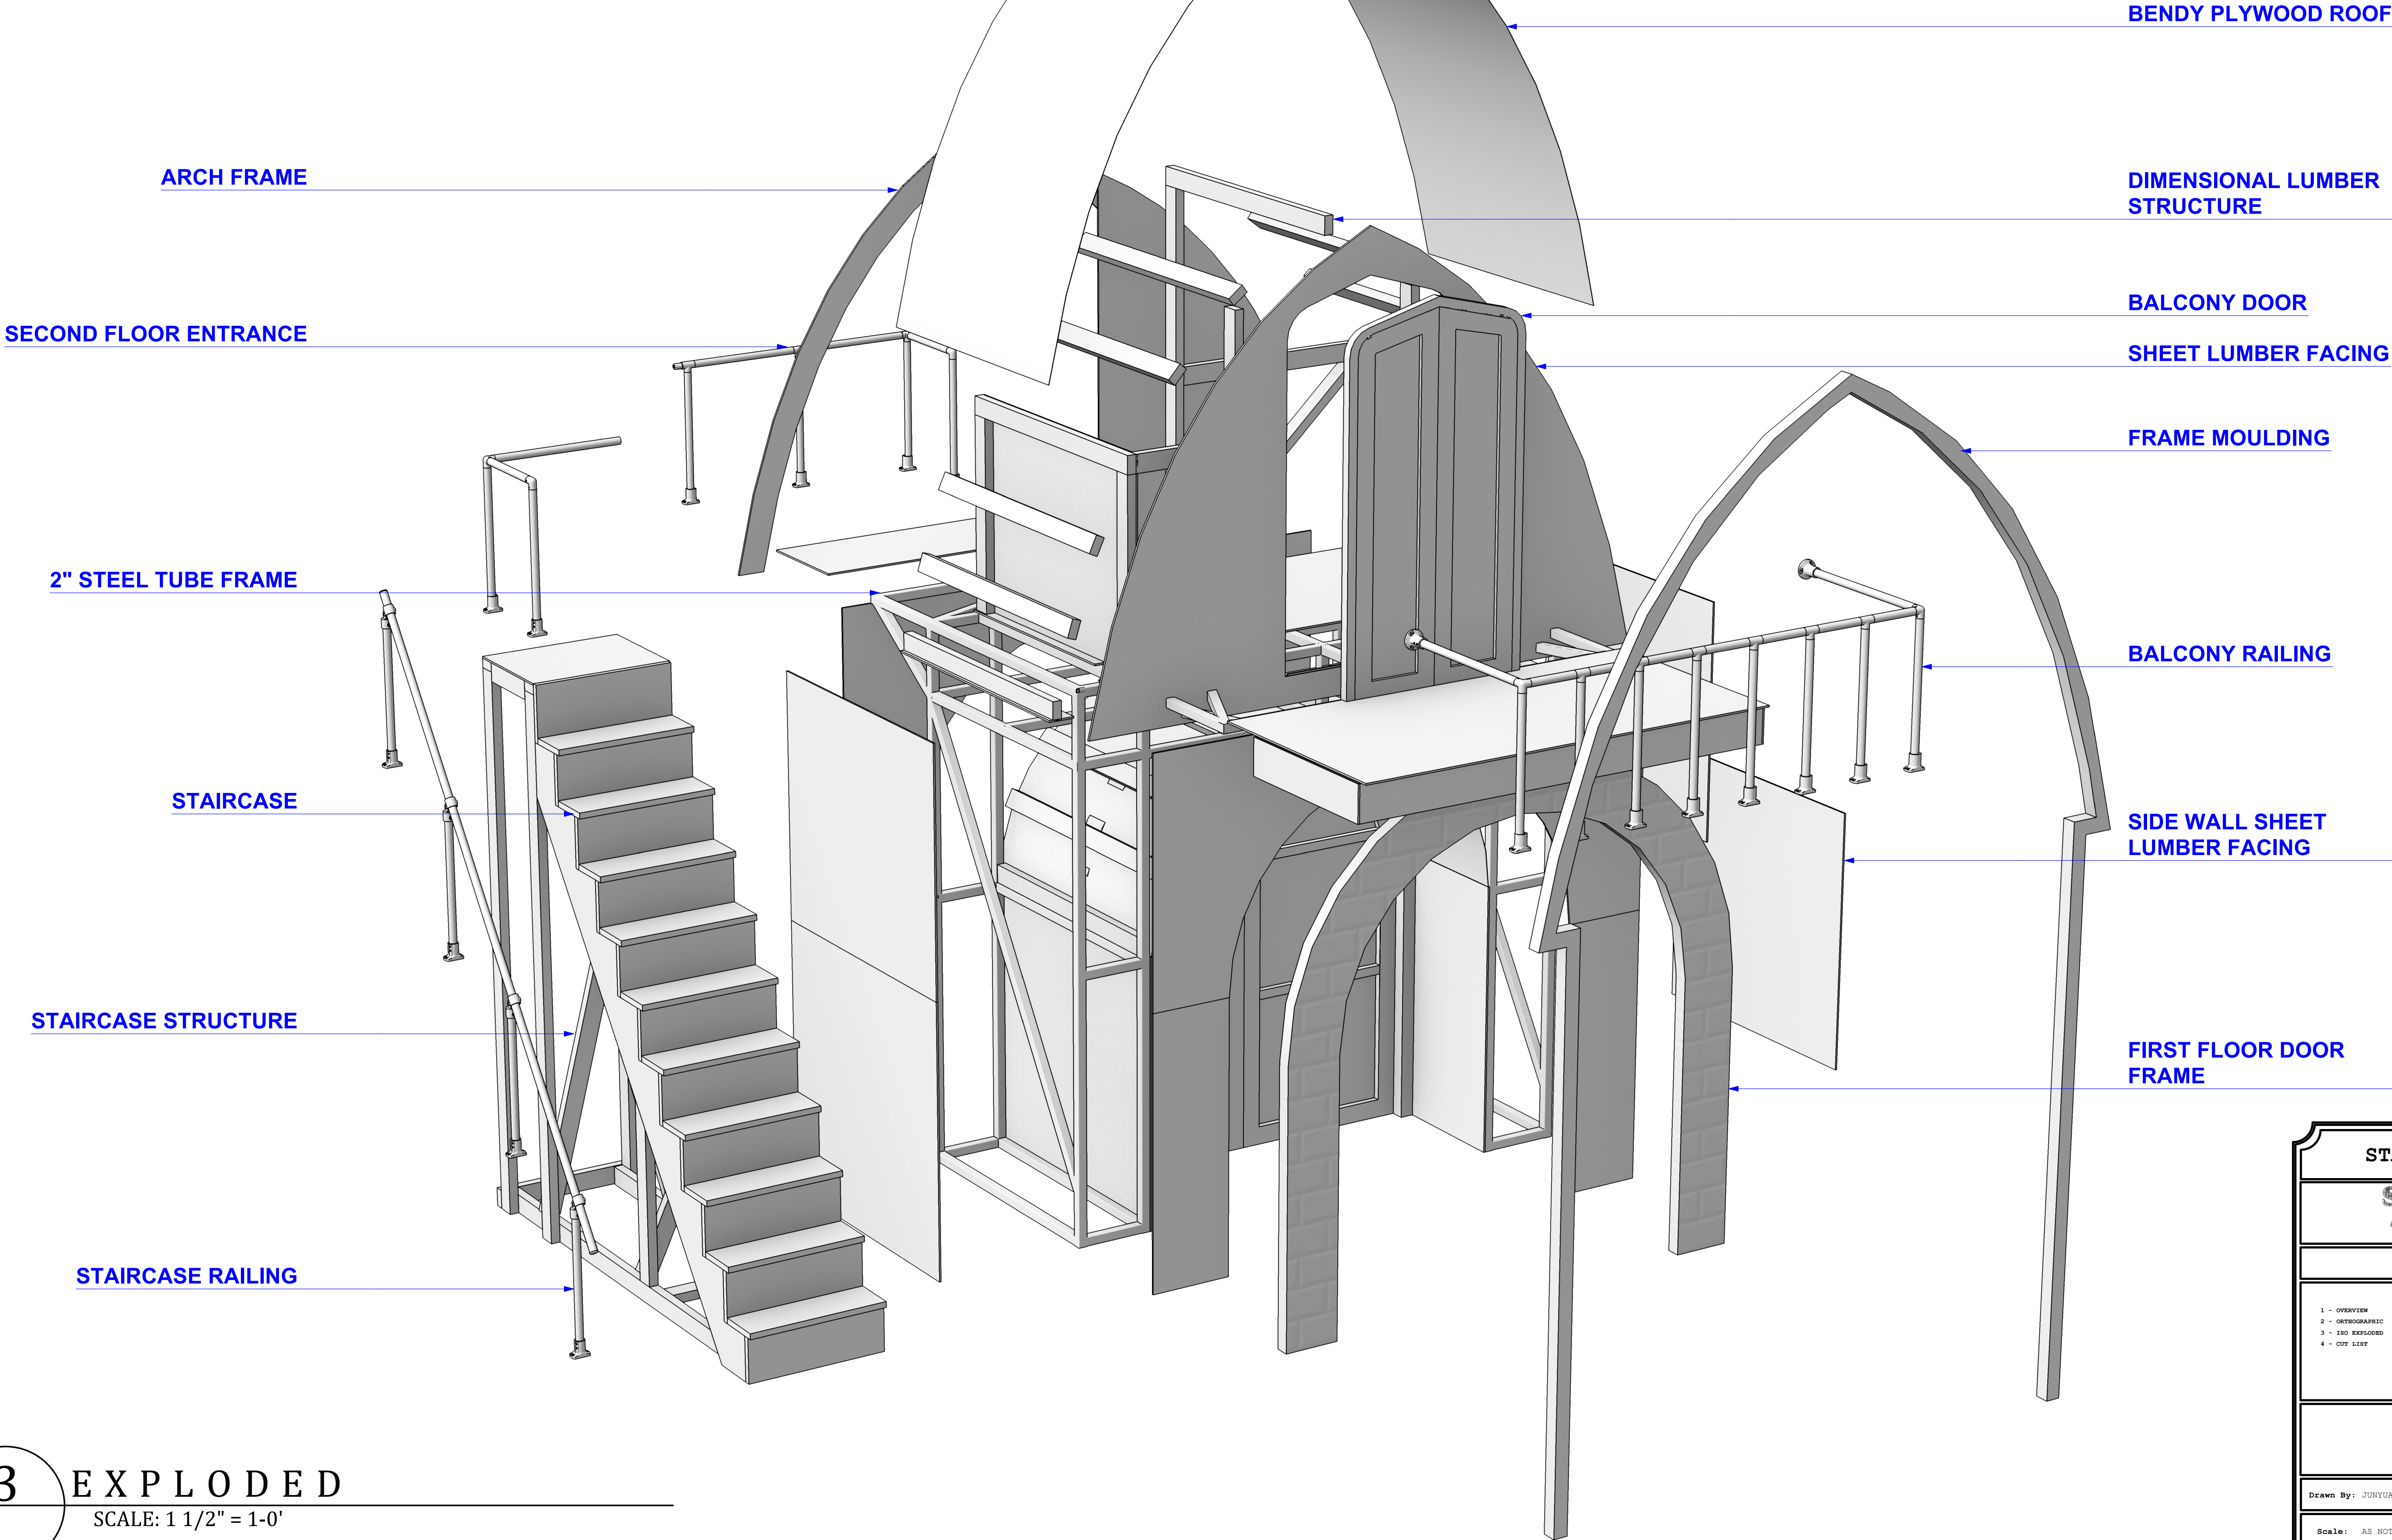 BENDY PLYWOOD ROOF
ARCH FRAME
DIMENSIONAL LUMBER
STRUCTURE
BALCONY DOOR
SECOND FLOOR ENTRANCE
SHEET LUMBER FACING
FRAME MOULDING
2" STEEL TUBE FRAME
BALCONY RAILING
STAIRCASE
SIDE WALL SHEET
LUMBER FACING
STAIRCASE STRUCTURE
FIRST FLOOR DOOR
FRAME
STAIRCASE RAILING
1 - OVERVIEW
2 - ORTHOGRAPHIC
3 - ISO EXPLODED
4 - CUT LIST
3 EXPLODED
SCALE: 1 1/2" = 1-0'
Drawn By:
Scale: AS